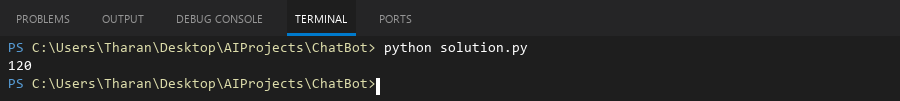 PROBLEMS OUTPUT DEBUG CONSOLE TERMINAL PORTS
PS C:\Users\Tharan\Desktop\AIProjects\ChatBot> python solution.py
120
PS C:\Users\Tharan\Desktop\AIProjects\ChatBot>